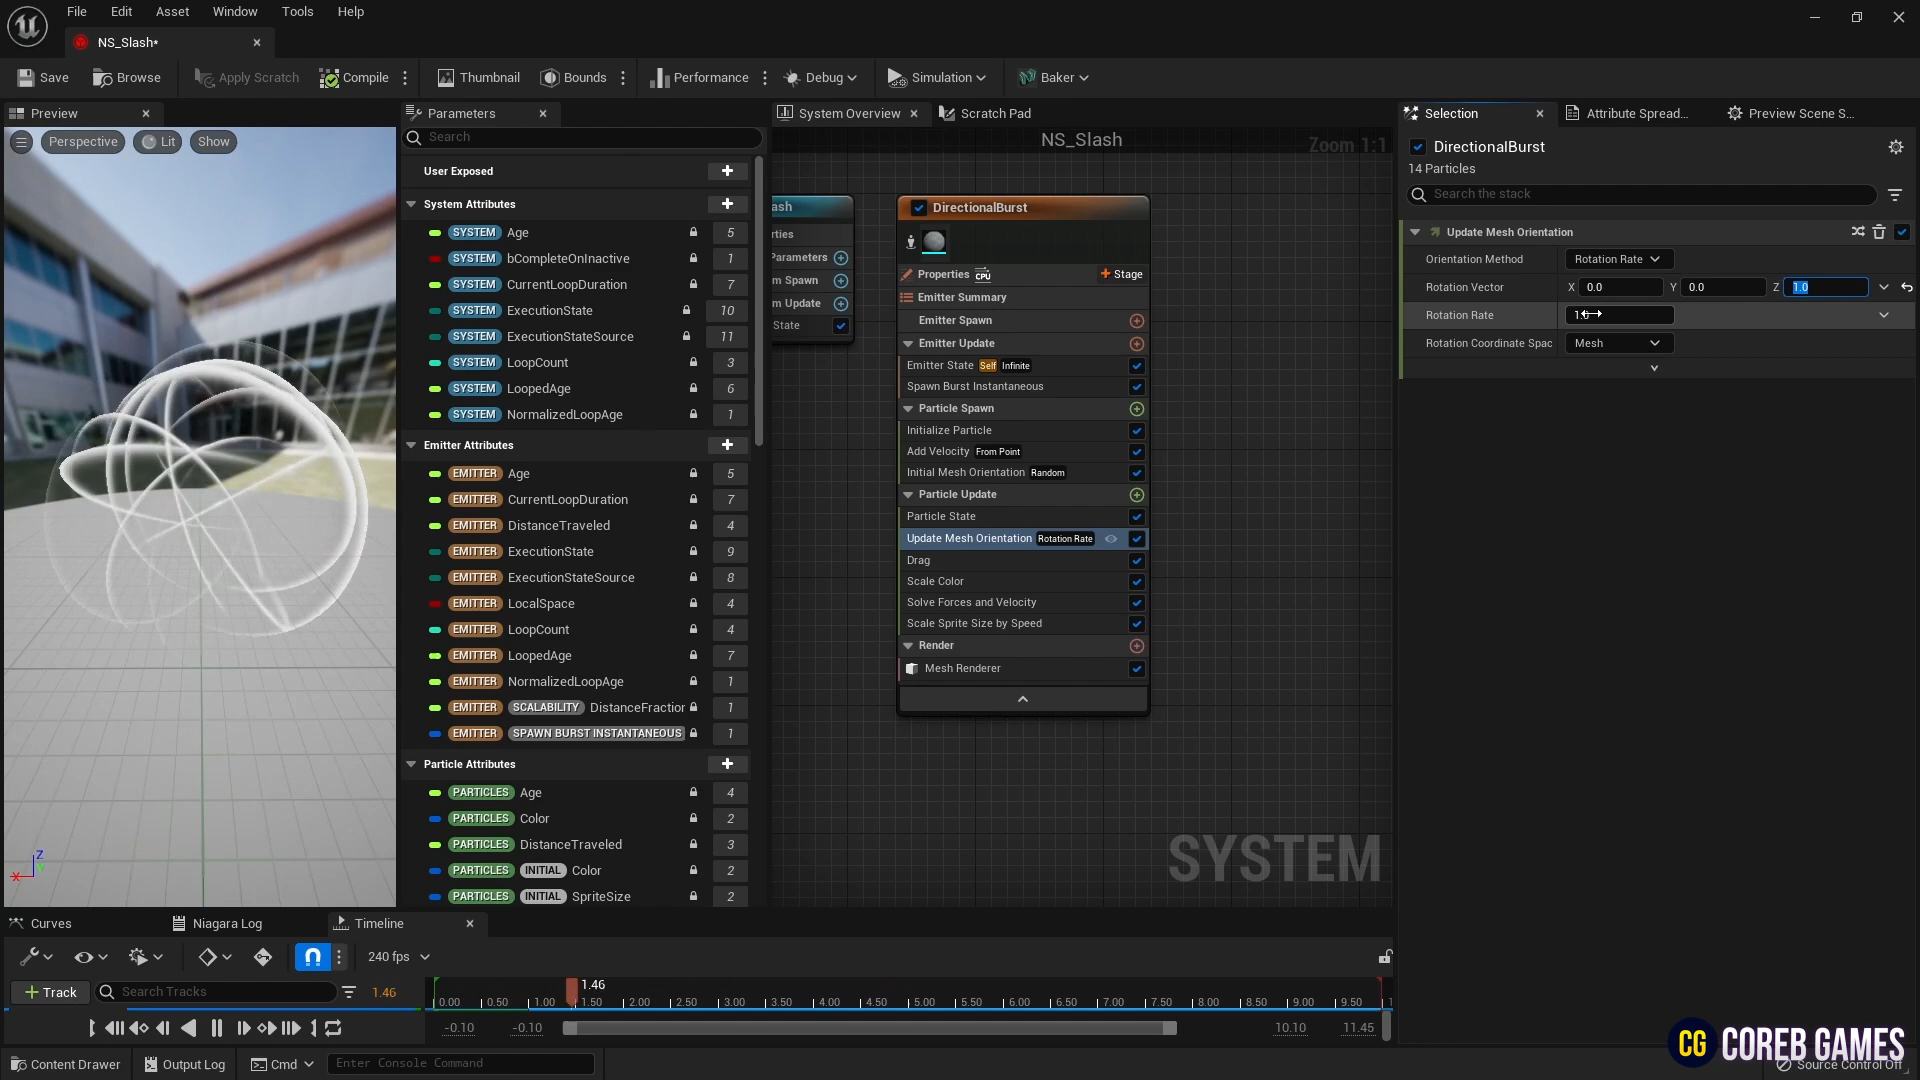 File Edit Asset Window Tools Help
NS_Slash*
Save Browse Apply Scratch Compile Thumbnail Bounds Performance Debug Simulation Baker
Preview
Perspective Lit Show
Parameters
Search
User Exposed
System Attributes
SYSTEM Age 5
SYSTEM bCompleteOnInactive 1
SYSTEM CurrentLoopDuration 7
SYSTEM ExecutionState 10
SYSTEM ExecutionStateSource 11
SYSTEM LoopCount 3
SYSTEM LoopedAge 6
SYSTEM NormalizedLoopAge 1
Emitter Attributes
EMITTER Age 5
EMITTER CurrentLoopDuration 7
EMITTER DistanceTraveled 4
EMITTER ExecutionState 9
EMITTER ExecutionStateSource 8
EMITTER LocalSpace 4
EMITTER LoopCount 4
EMITTER LoopedAge 7
EMITTER NormalizedLoopAge 1
EMITTER SCALABILITY DistanceFraction 1
EMITTER SPAWN BURST INSTANTANEOUS 1
Particle Attributes
PARTICLES Age 4
PARTICLES Color 2
PARTICLES DistanceTraveled 3
PARTICLES INITIAL Color 2
PARTICLES INITIAL SpriteSize 2
System Overview Scratch Pad
NS_Slash
Zoom 1:1
ash
rties
Parameters
m Spawn
m Update
State
DirectionalBurst
Properties CPU Stage
Emitter Summary
Emitter Spawn
Emitter Update
Emitter State Self Infinite
Spawn Burst Instantaneous
Particle Spawn
Initialize Particle
Add Velocity From Point
Initial Mesh Orientation Random
Particle Update
Particle State
Update Mesh Orientation Rotation Rate
Drag
Scale Color
Solve Forces and Velocity
Scale Sprite Size by Speed
Render
Mesh Renderer
SYSTEM
Selection Attribute Spread... Preview Scene S...
DirectionalBurst
14 Particles
Search the stack
Update Mesh Orientation
Orientation Method Rotation Rate
Rotation Vector X 0.0 Y 0.0 Z 1.0
Rotation Rate
Rotation Coordinate Spac Mesh
Z
X
Curves Niagara Log Timeline
240 fps
Track Search Tracks 1.46
1.46
0.00 0.50 1.00 1.50 2.00 2.50 3.00 3.50 4.00 4.50 5.00 5.50 6.00 6.50 7.00 7.50 8.00 8.50 9.00 9.50 1
-0.10 -0.10 10.10 11.45
Content Drawer Output Log Cmd Enter Console Command
CG COREB GAMES
Source Control Off